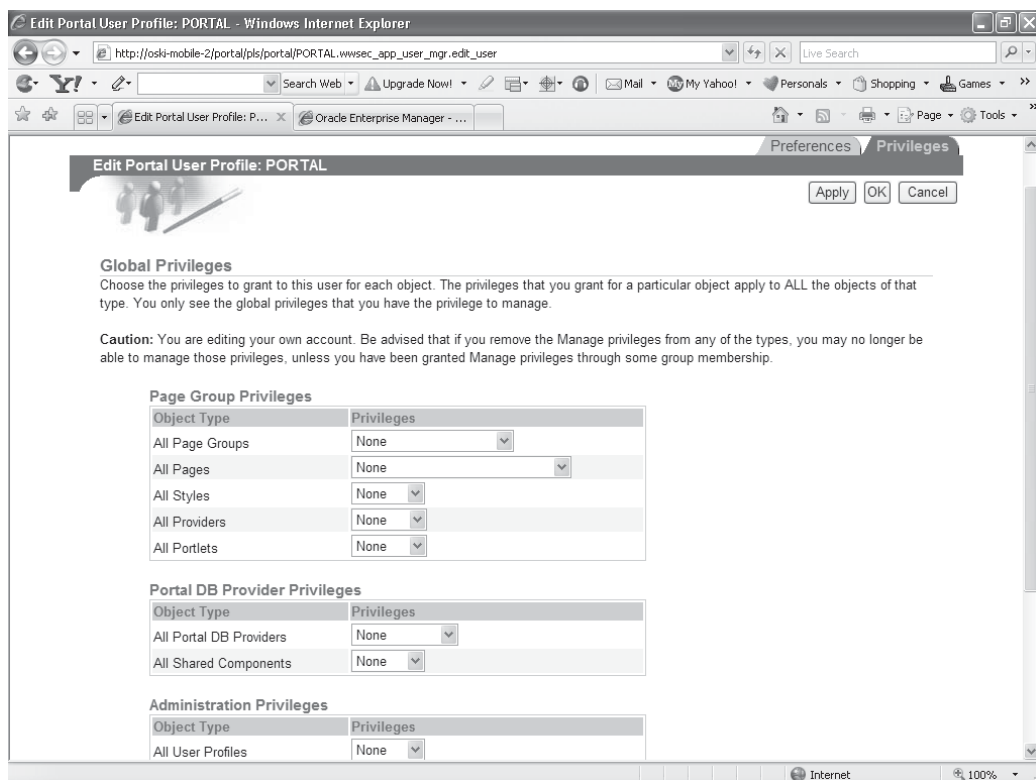 Edit Portal User Profile: PORTAL - Windows Internet Explorer
http://oski-mobile-2/portal/pls/portal/PORTAL.wwsec_app_user_mgr.edit_user
Live Search
Search Web
Upgrade Now!
Mail
My Yahoo!
Personals
Shopping
Games
Edit Portal User Profile: P...
Oracle Enterprise Manager - ...
Page
Tools
Preferences
Privileges
Edit Portal User Profile: PORTAL
Apply
OK
Cancel
Global Privileges
Choose the privileges to grant to this user for each object. The privileges that you grant for a particular object apply to ALL the objects of that
type. You only see the global privileges that you have the privilege to manage.
Caution: You are editing your own account. Be advised that if you remove the Manage privileges from any of the types, you may no longer be
able to manage those privileges, unless you have been granted Manage privileges through some group membership.
Page Group Privileges
Object Type Privileges
All Page Groups None
All Pages None
All Styles None
All Providers None
All Portlets None
Portal DB Provider Privileges
Object Type Privileges
All Portal DB Providers None
All Shared Components None
Administration Privileges
Object Type Privileges
All User Profiles None
Internet
100%